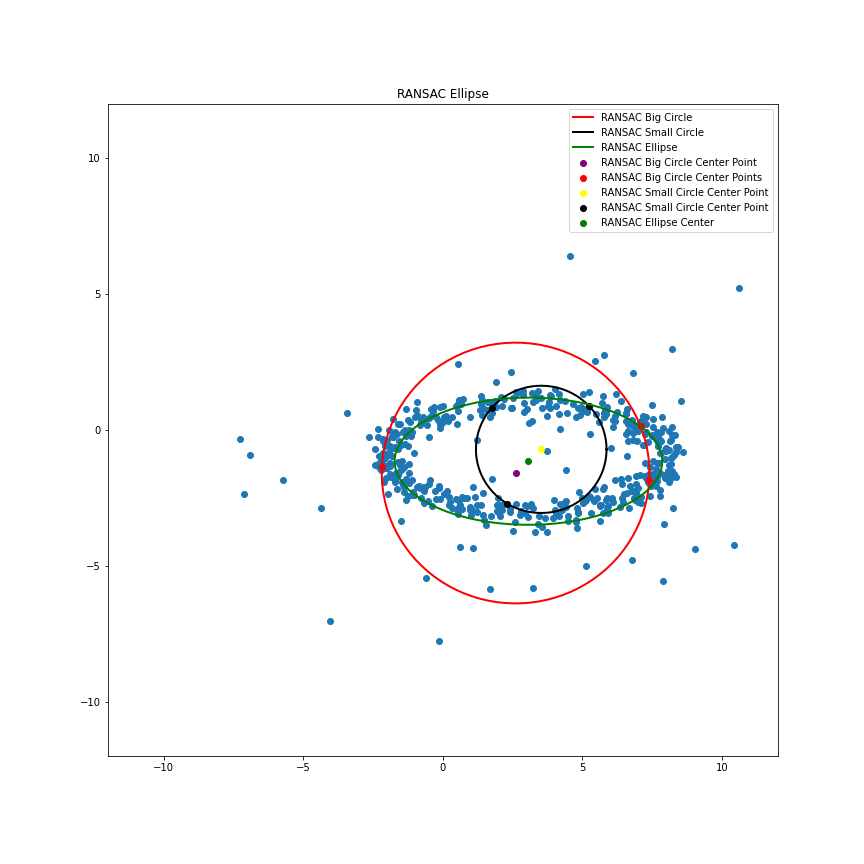 RANSAC Ellipse
RANSAC Big Circle
RANSAC Small Circle
RANSAC Ellipse
RANSAC Big Circle Center Point
RANSAC Big Circle Center Points
RANSAC Small Circle Center Point
RANSAC Small Circle Center Point
RANSAC Ellipse Center
10
5
0
−5
−10
−10
−5
0
5
10